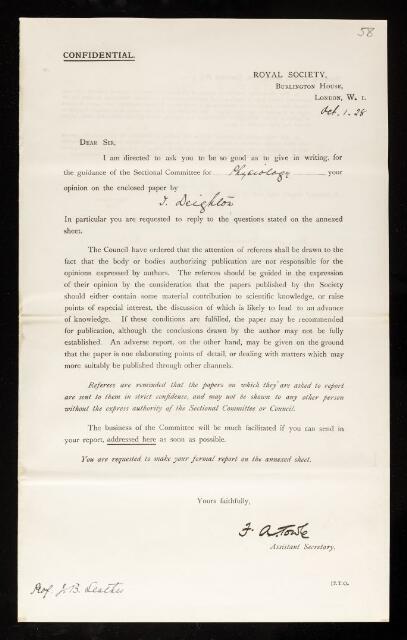 58
CONFIDENTIAL.
ROYAL SOCIETY,
BURLINGTON HOUSE,
LONDON, W. 1.
Oct. 1. 28
DEAR SIR,
I am directed to ask you to be so good as to give in writing, for
the guidance of the Sectional Committee for Physiology your
opinion on the enclosed paper by
T. Deighton
In particular you are requested to reply to the questions stated on the annexed
sheet.
The Council have ordered that the attention of referees shall be drawn to the
fact that the body or bodies authorizing publication are not responsible for the
opinions expressed by authors. The referees should be guided in the expression
of their opinion by the consideration that the papers published by the Society
should either contain some material contribution to scientific knowledge, or raise
points of especial interest, the discussion of which is likely to lead to an advance
of knowledge. If these conditions are fulfilled, the paper may be recommended
for publication, although the conclusions drawn by the author may not be fully
established. An adverse report, on the other hand, may be given on the ground
that the paper is one elaborating points of detail, or dealing with matters which may
more suitably be published through other channels.
Referees are reminded that the papers on which they are asked to report
are sent to them in strict confidence, and may not be shown to any other person
without the express authority of the Sectional Committee or Council.
The business of the Committee will be much facilitated if you can send in
your report, addressed here as soon as possible.
You are requested to make your formal report on the annexed sheet.
Yours faithfully,
F. A. Towle
Assistant Secretary.
[P.T.O.
Prof. J. B. Leathes